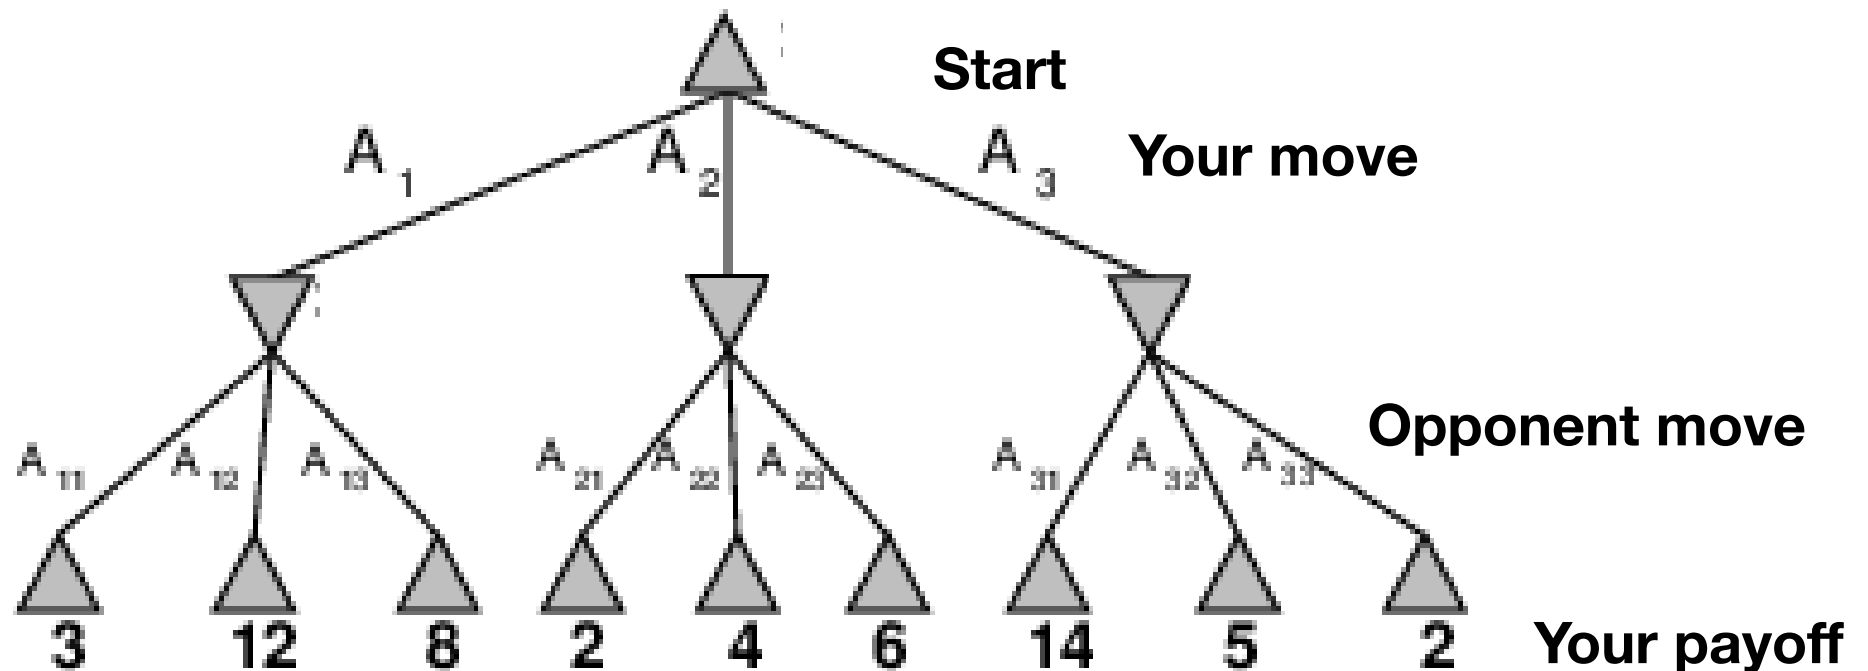 Start
A1 A2 A3 Your move
Opponent move
A11 A12 A13 A21 A22 A23 A31 A32 A33
3 12 8 2 4 6 14 5 2 Your payoff